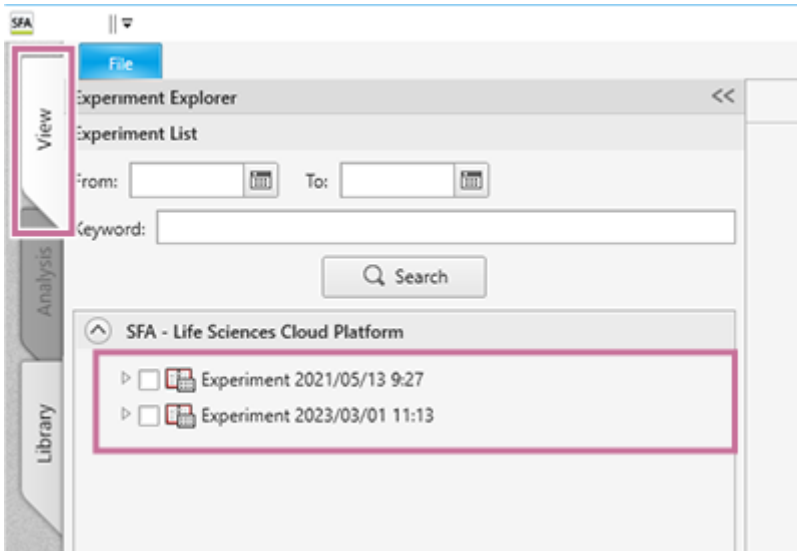 SFA
File
View
Experiment Explorer
<<
Experiment List
From:
To:
Keyword:
Search
Analysis
SFA - Life Sciences Cloud Platform
Experiment 2021/05/13 9:27
Experiment 2023/03/01 11:13
Library